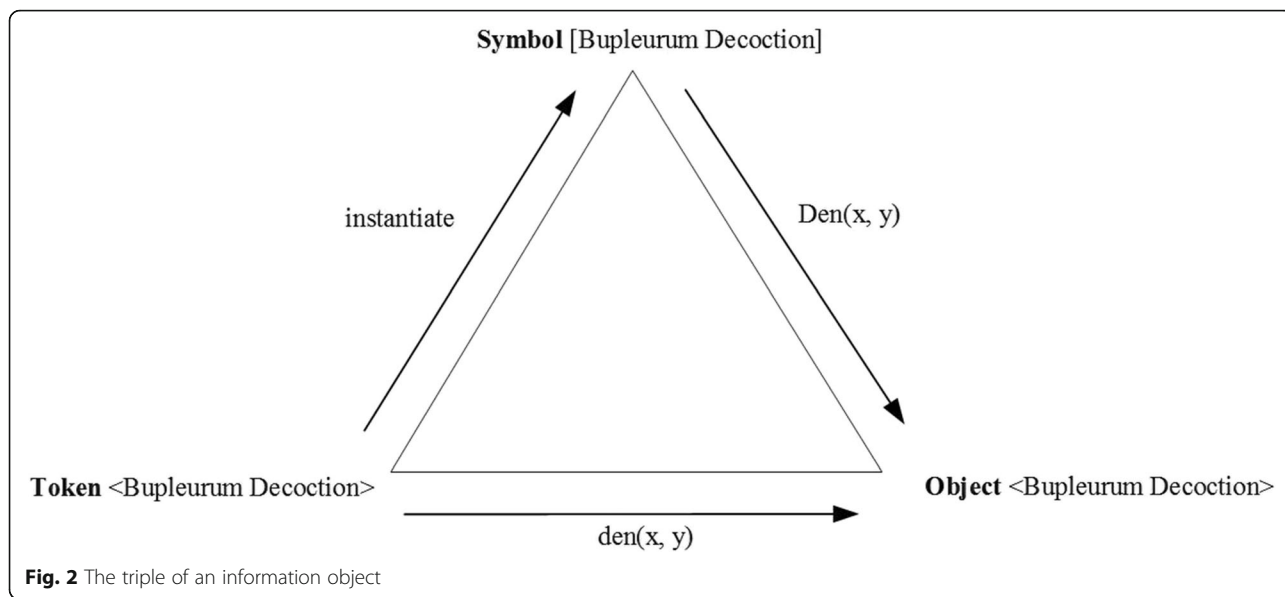 Symbol [Bupleurum Decoction]
instantiate
Den(x, y)
Token <Bupleurum Decoction>
Object <Bupleurum Decoction>
den(x, y)
Fig. 2 The triple of an information object